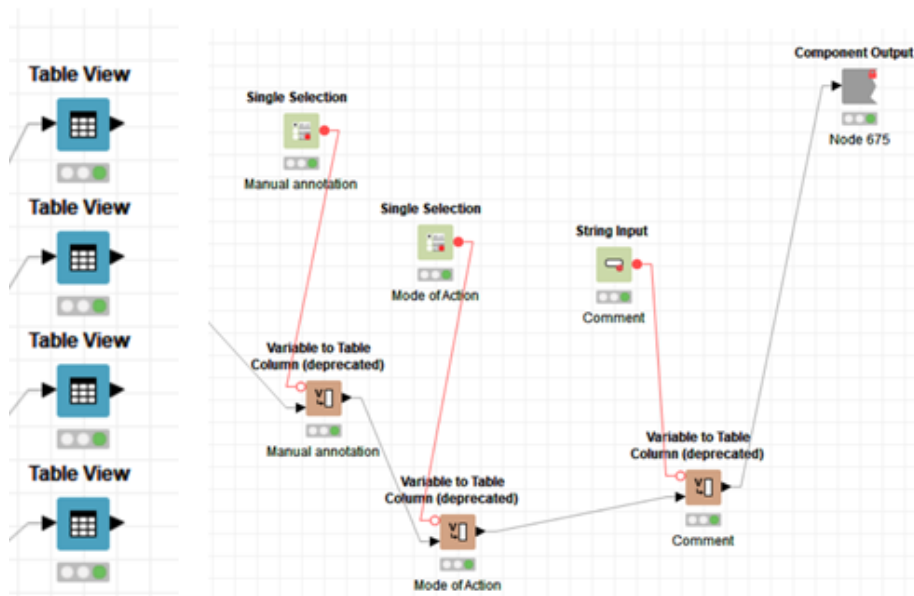 Table View
Table View
Table View
Table View
Component Output
Node 675
Single Selection
Manual annotation
Single Selection
Mode of Action
String Input
Comment
Variable to Table
Column (deprecated)
Manual annotation
Variable to Table
Column (deprecated)
Mode of Action
Variable to Table
Column (deprecated)
Comment